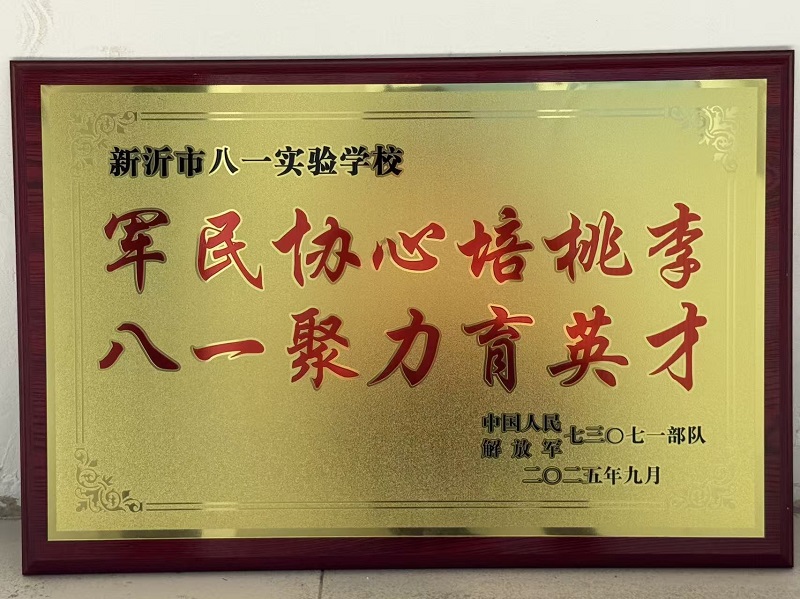 新沂市八一实验学校
军民协心培桃李
八一聚力育英才
中国人民解放军七三〇七一部队
二〇二五年九月